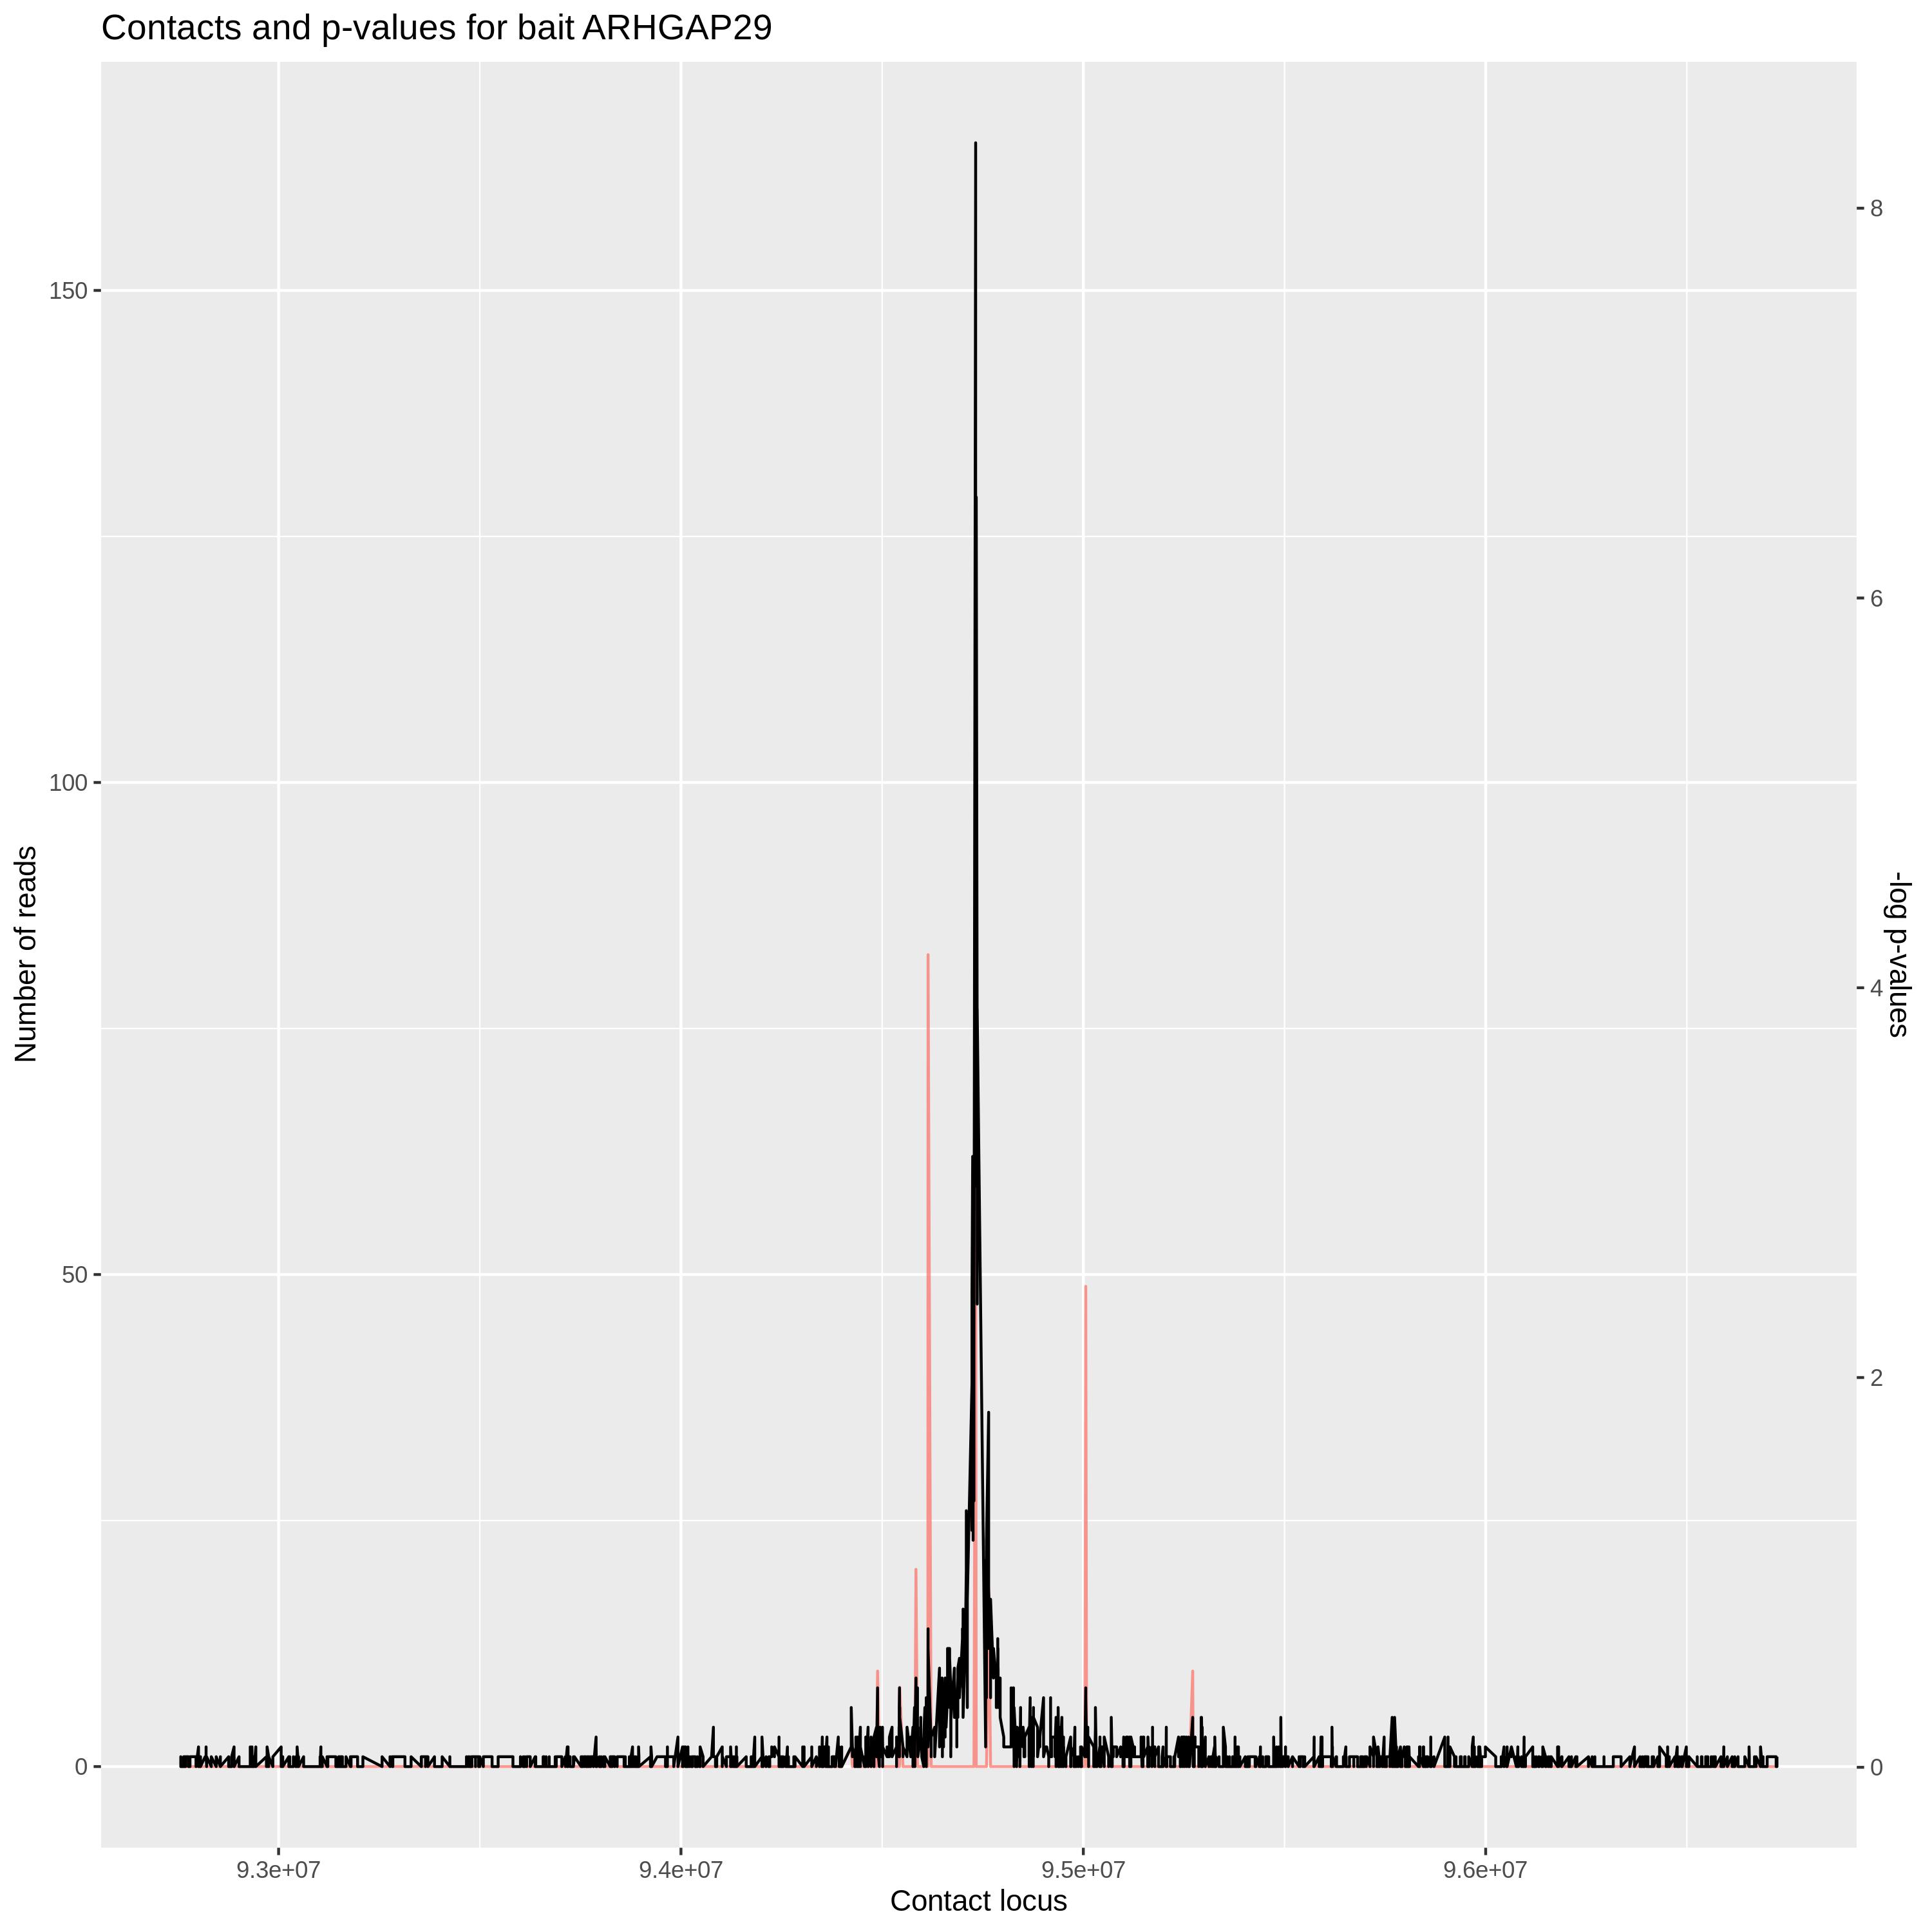 Contacts and p-values for bait ARHGAP29
150
100
50
0
Number of reads
8
6
4
2
0
-log p-values
9.3e+07
9.4e+07
9.5e+07
9.6e+07
Contact locus